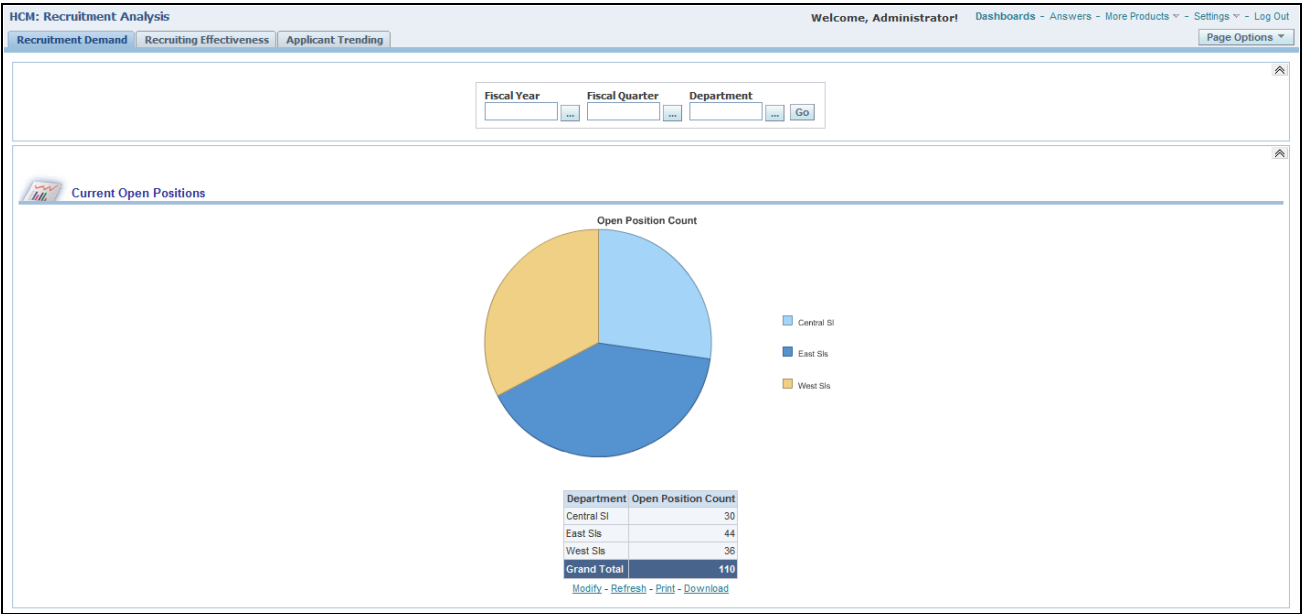 HCM: Recruitment Analysis
Welcome, Administrator! Dashboards - Answers - More Products - Settings - Log Out
Recruitment Demand Recruiting Effectiveness Applicant Trending
Page Options
Fiscal Year Fiscal Quarter Department
... ... ... Go
Current Open Positions
Open Position Count
Central Sl
East Sls
West Sls
Department Open Position Count
Central Sl 30
East Sls 44
West Sls 36
Grand Total 110
Modify - Refresh - Print - Download